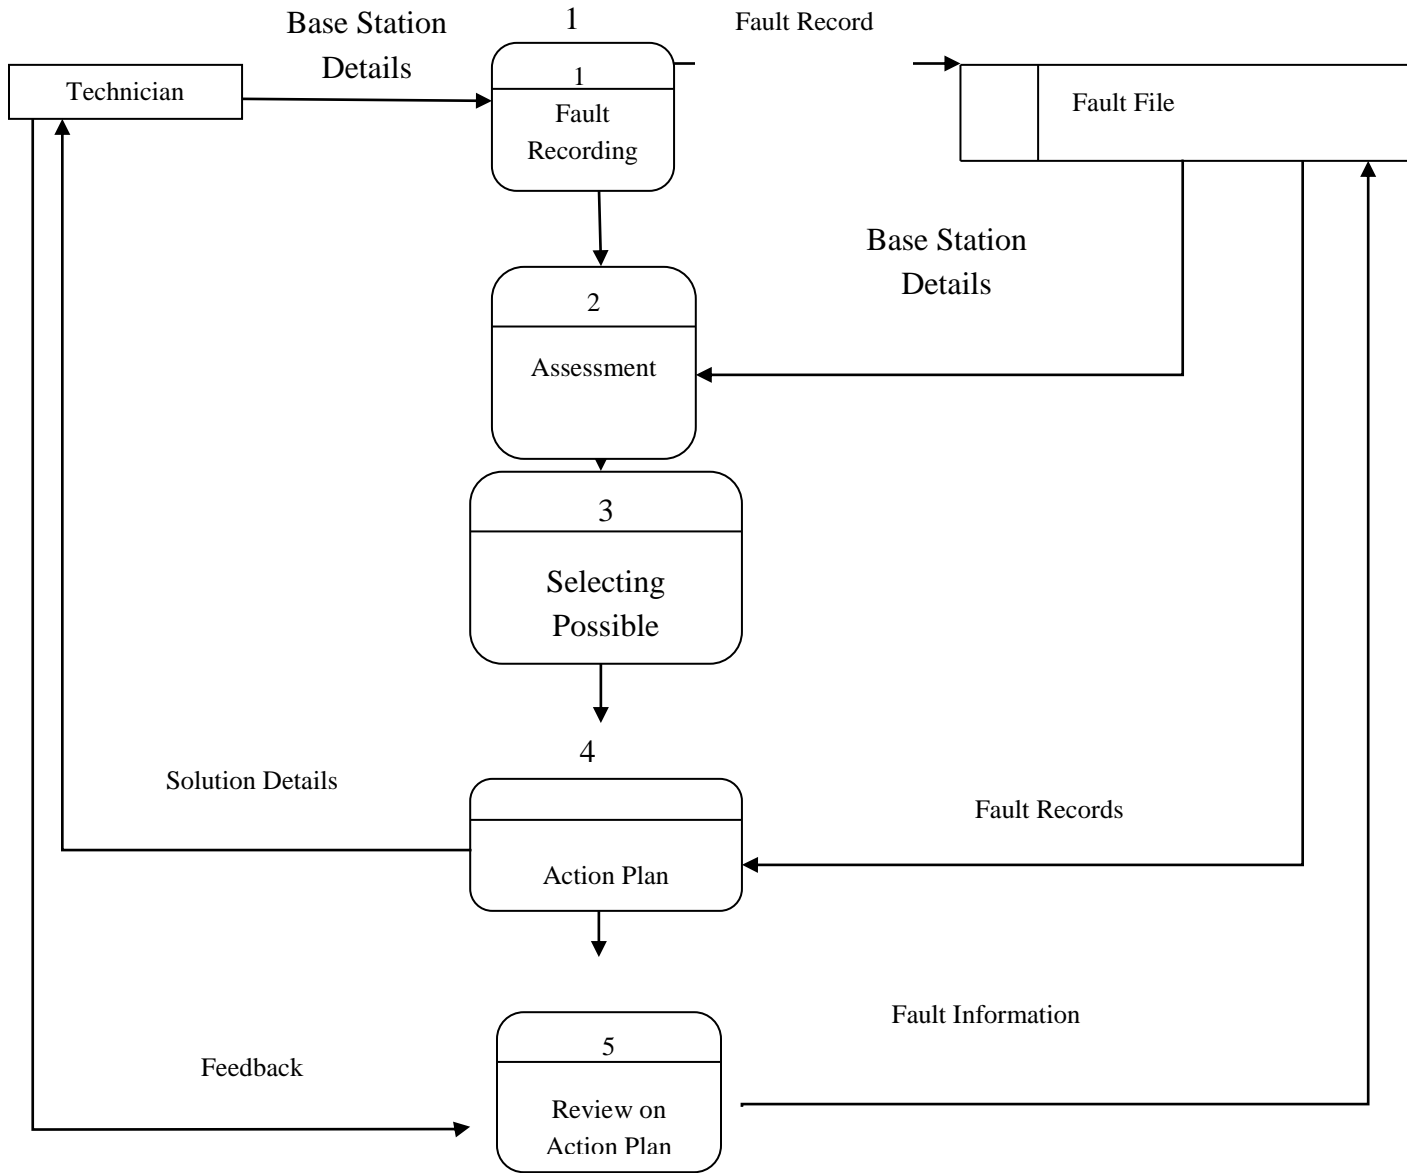 Base Station
Details
1
Fault Record
Technician
1
Fault
Recording
Fault File
Base Station
Details
2
Assessment
3
Selecting
Possible
4
Solution Details
Fault Records
Action Plan
Fault Information
5
Feedback
Review on
Action Plan